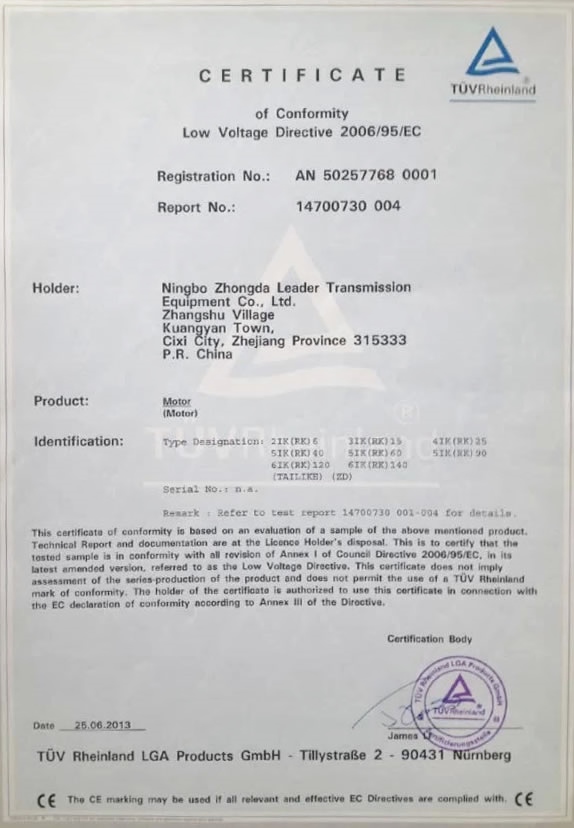 CERTIFICATE
TÜVRheinland®
of Conformity
Low Voltage Directive 2006/95/EC
Registration No.: AN 50257768 0001
Report No.: 14700730 004
Holder: Ningbo Zhongda Leader Transmission
Equipment Co., Ltd.
Zhangshu Village
Kuangyan Town,
Cixi City, Zhejiang Province 315333
P.R. China
Product: Motor
(Motor)
Identification: Type Designation: 2IK(RK)6 3IK(RK)15 4IK(RK)25
5IK(RK)40 5IK(RK)60 5IK(RK)90
6IK(RK)120 6IK(RK)140
(TAILIKE) (ZD)
Serial No.: n.a.
Remark : Refer to test report 14700730 001-004 for details.
This certificate of conformity is based on an evaluation of a sample of the above mentioned product.
Technical Report and documentation are at the Licence Holder's disposal. This is to certify that the
tested sample is in conformity with all revision of Annex I of Council Directive 2006/95/EC, in its
latest amended version, referred to as the Low Voltage Directive. This certificate does not imply
assessment of the series-production of the product and does not permit the use of a TÜV Rheinland
mark of conformity. The holder of the certificate is authorized to use this certificate in connection with
the EC declaration of conformity according to Annex III of the Directive.
Certification Body
TÜV Rheinland LGA Products GmbH
TÜVRheinland
Zertifizierungsstelle
Date 25.06.2013
James
TÜV Rheinland LGA Products GmbH - Tillystraße 2 - 90431 Nürnberg
CE The CE marking may be used if all relevant and effective EC Directives are complied with. CE